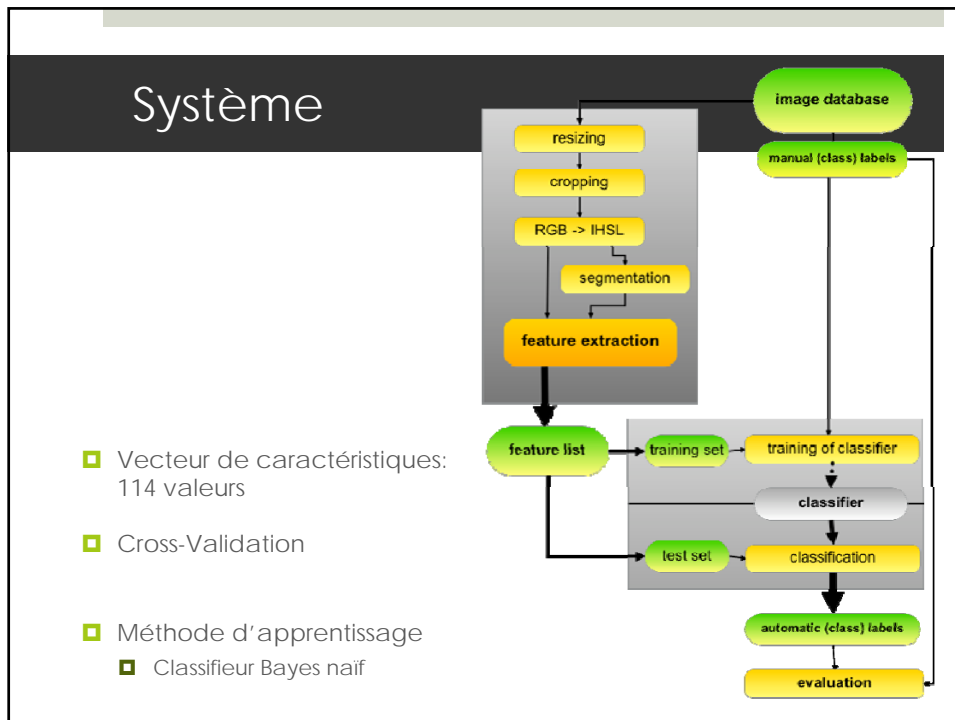 Système
image database
manual (class) labels
resizing
cropping
RGB -> IHSL
segmentation
feature extraction
feature list
training set
training of classifier
classifier
test set
classification
automatic (class) labels
evaluation
Vecteur de caractéristiques:
114 valeurs
Cross-Validation
Méthode d'apprentissage
Classifieur Bayes naïf